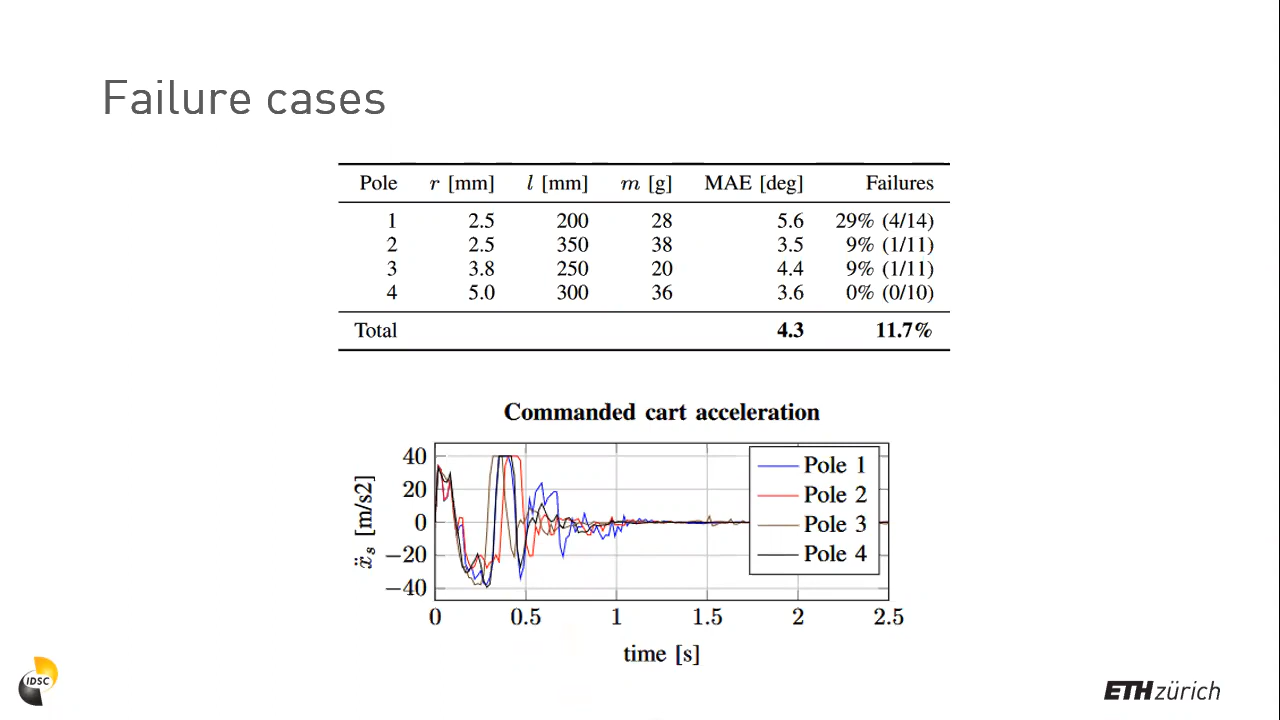 Failure cases
Pole r [mm] l [mm] m [g] MAE [deg] Failures
1 2.5 200 28 5.6 29% (4/14)
2 2.5 350 38 3.5 9% (1/11)
3 3.8 250 20 4.4 9% (1/11)
4 5.0 300 36 3.6 0% (0/10)
Total 4.3 11.7%
Commanded cart acceleration
ẍₛ [m/s2]
40
20
0
−20
−40
Pole 1
Pole 2
Pole 3
Pole 4
0 0.5 1 1.5 2 2.5
time [s]
IDSC
ETH zürich